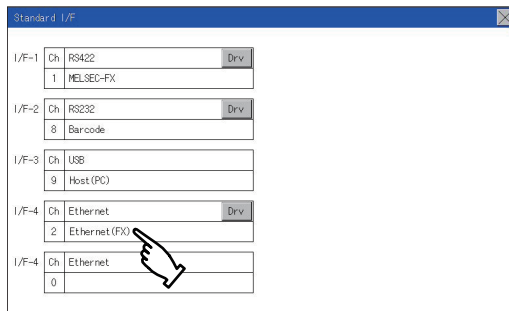 Standard I/F
I/F-1 Ch RS422 Drv
1 MELSEC-FX
I/F-2 Ch RS232 Drv
8 Barcode
I/F-3 Ch USB
9 Host(PC)
I/F-4 Ch Ethernet Drv
2 Ethernet(FX)
I/F-4 Ch Ethernet
0